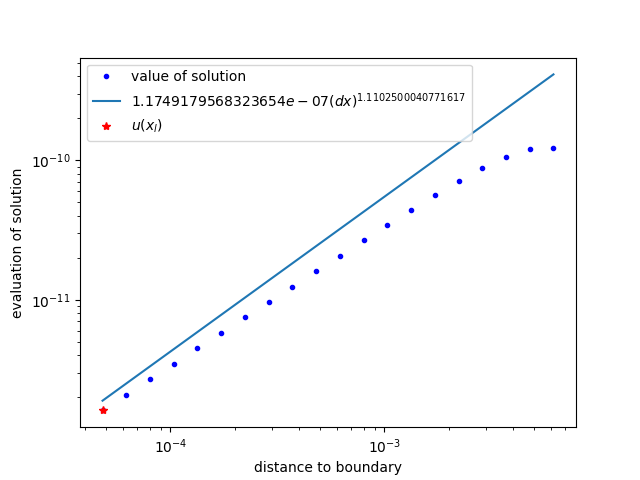 value of solution
1.1749179568323654e − 07(dx)^1.1102500040771617
u(x_l)
10^−10
10^−11
evaluation of solution
10^−4 10^−3
distance to boundary